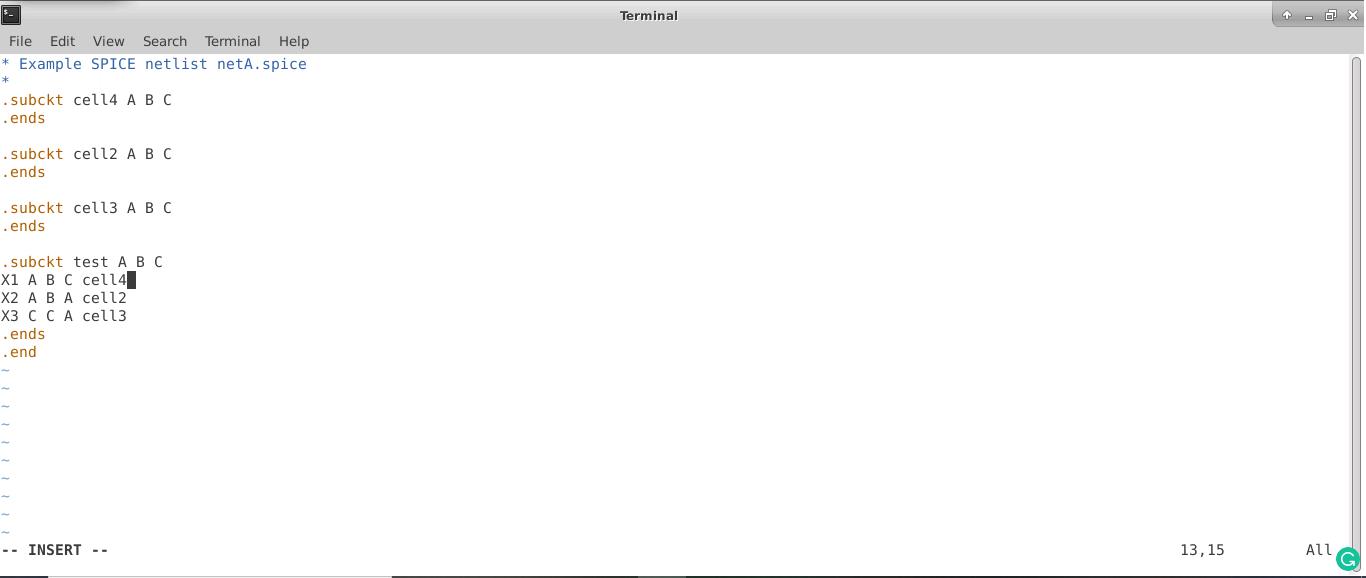 Terminal
File Edit View Search Terminal Help
* Example SPICE netlist netA.spice
*
.subckt cell4 A B C
.ends
.subckt cell2 A B C
.ends
.subckt cell3 A B C
.ends
.subckt test A B C
X1 A B C cell4
X2 A B A cell2
X3 C C A cell3
.ends
.end
~
~
~
~
~
~
~
~
~
~
-- INSERT -- 13,15 All